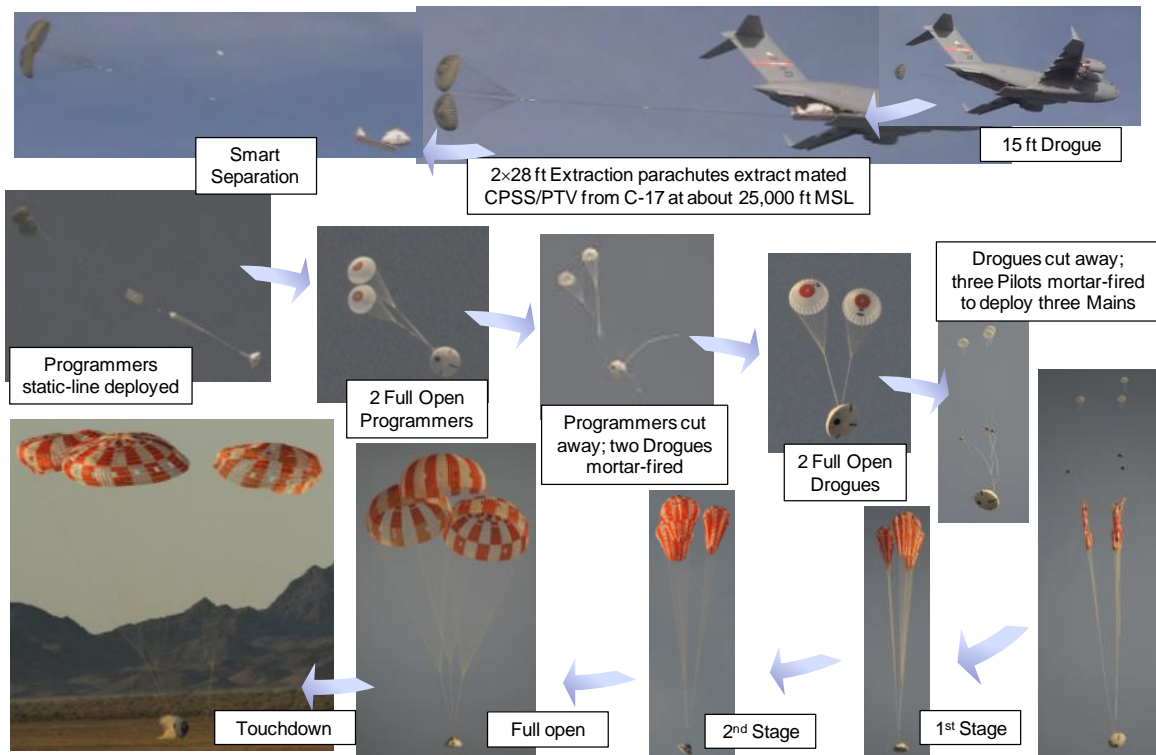 15 ft Drogue
2×28 ft Extraction parachutes extract mated
CPSS/PTV from C-17 at about 25,000 ft MSL
Smart
Separation
Programmers
static-line deployed
2 Full Open
Programmers
Programmers cut
away; two Drogues
mortar-fired
2 Full Open
Drogues
Drogues cut away;
three Pilots mortar-fired
to deploy three Mains
1st Stage
2nd Stage
Full open
Touchdown